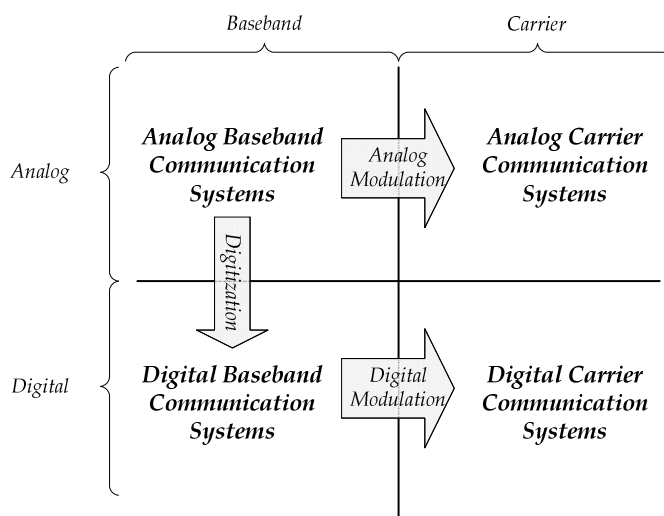 Baseband
Carrier
Analog
Analog Baseband
Communication
Systems
Analog
Modulation
Analog Carrier
Communication
Systems
Digitization
Digital
Digital Baseband
Communication
Systems
Digital
Modulation
Digital Carrier
Communication
Systems